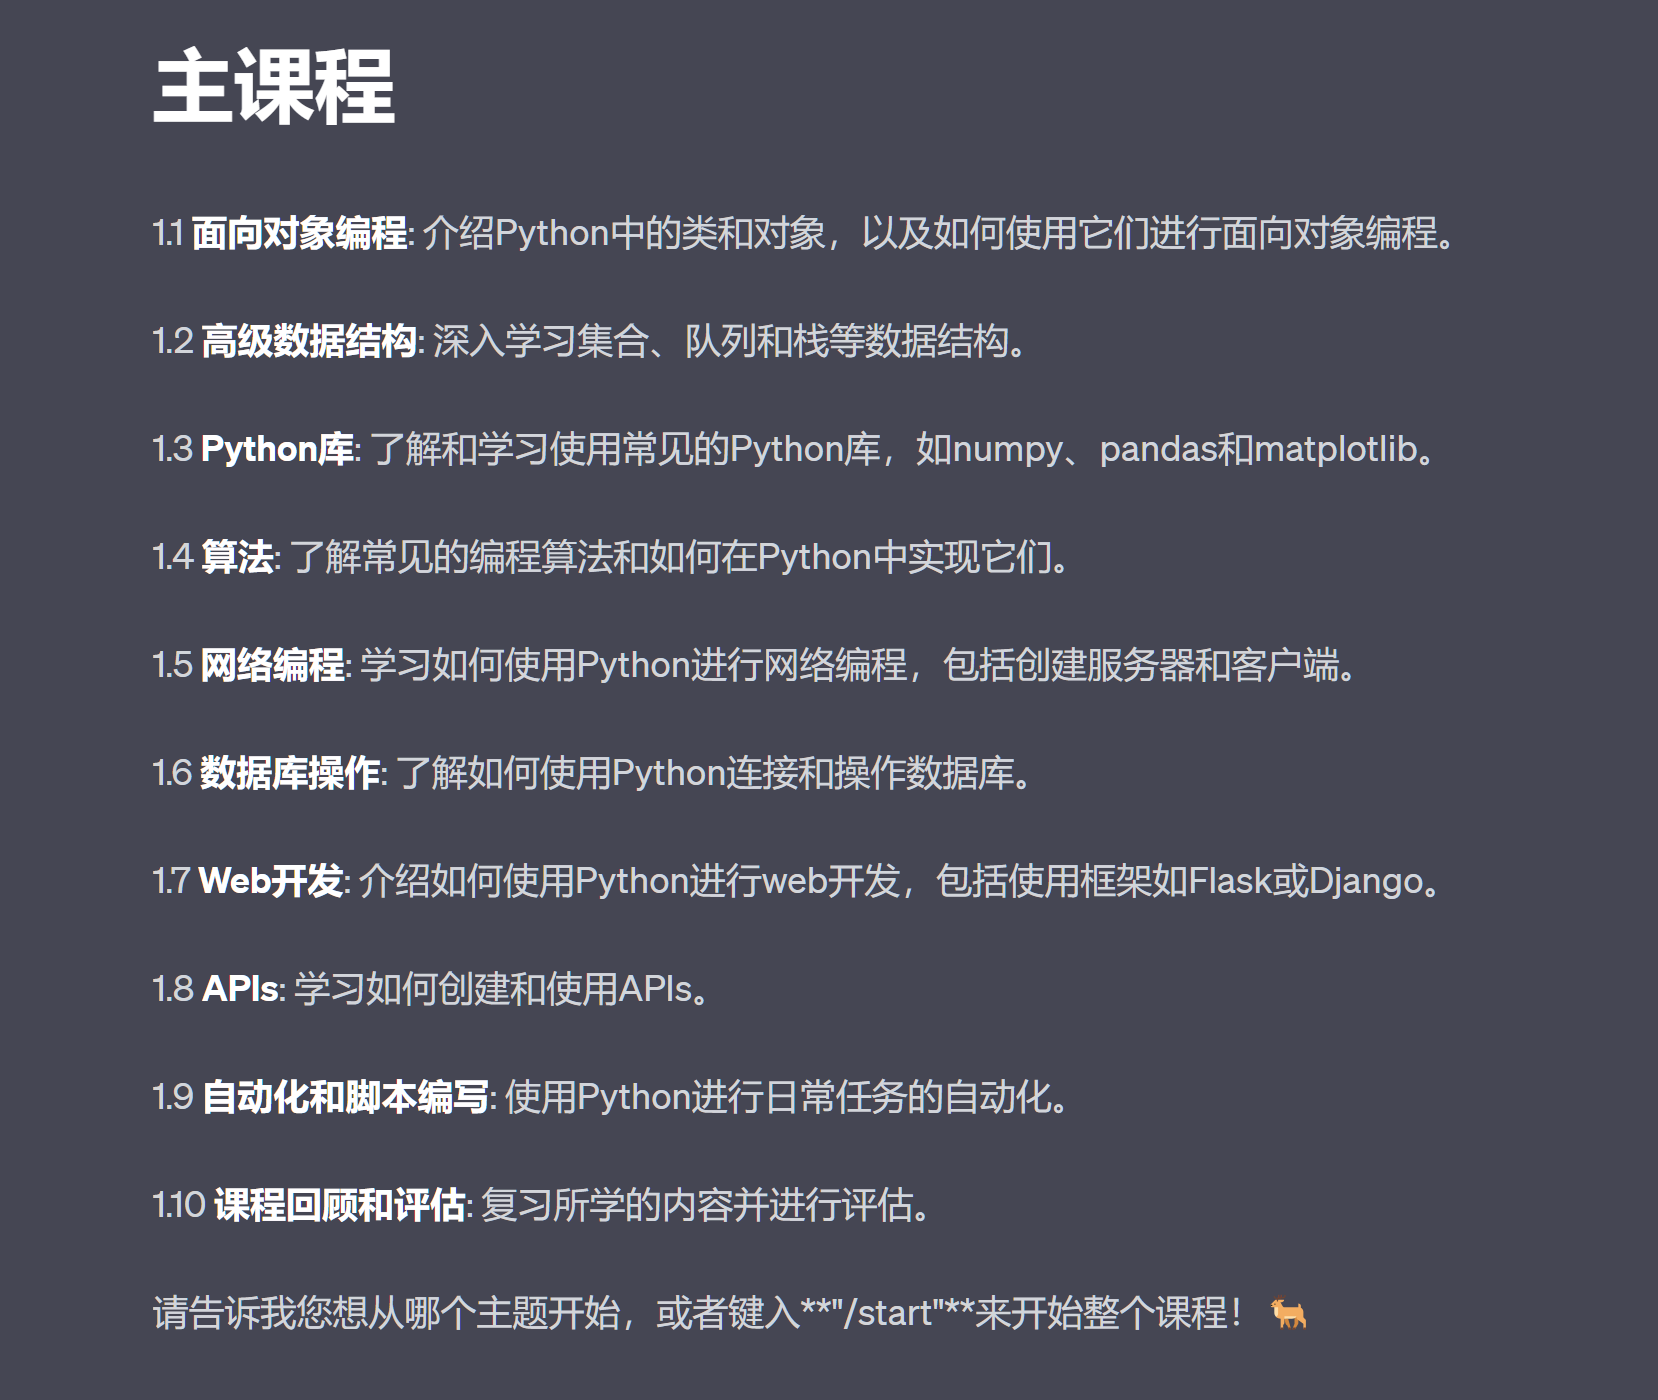 主课程
1.1 面向对象编程: 介绍Python中的类和对象，以及如何使用它们进行面向对象编程。
1.2 高级数据结构: 深入学习集合、队列和栈等数据结构。
1.3 Python库: 了解和学习使用常见的Python库，如numpy、pandas和matplotlib。
1.4 算法: 了解常见的编程算法和如何在Python中实现它们。
1.5 网络编程: 学习如何使用Python进行网络编程，包括创建服务器和客户端。
1.6 数据库操作: 了解如何使用Python连接和操作数据库。
1.7 Web开发: 介绍如何使用Python进行web开发，包括使用框架如Flask或Django。
1.8 APIs: 学习如何创建和使用APIs。
1.9 自动化和脚本编写: 使用Python进行日常任务的自动化。
1.10 课程回顾和评估: 复习所学的内容并进行评估。
请告诉我您想从哪个主题开始，或者键入**"/start"**来开始整个课程！🐕